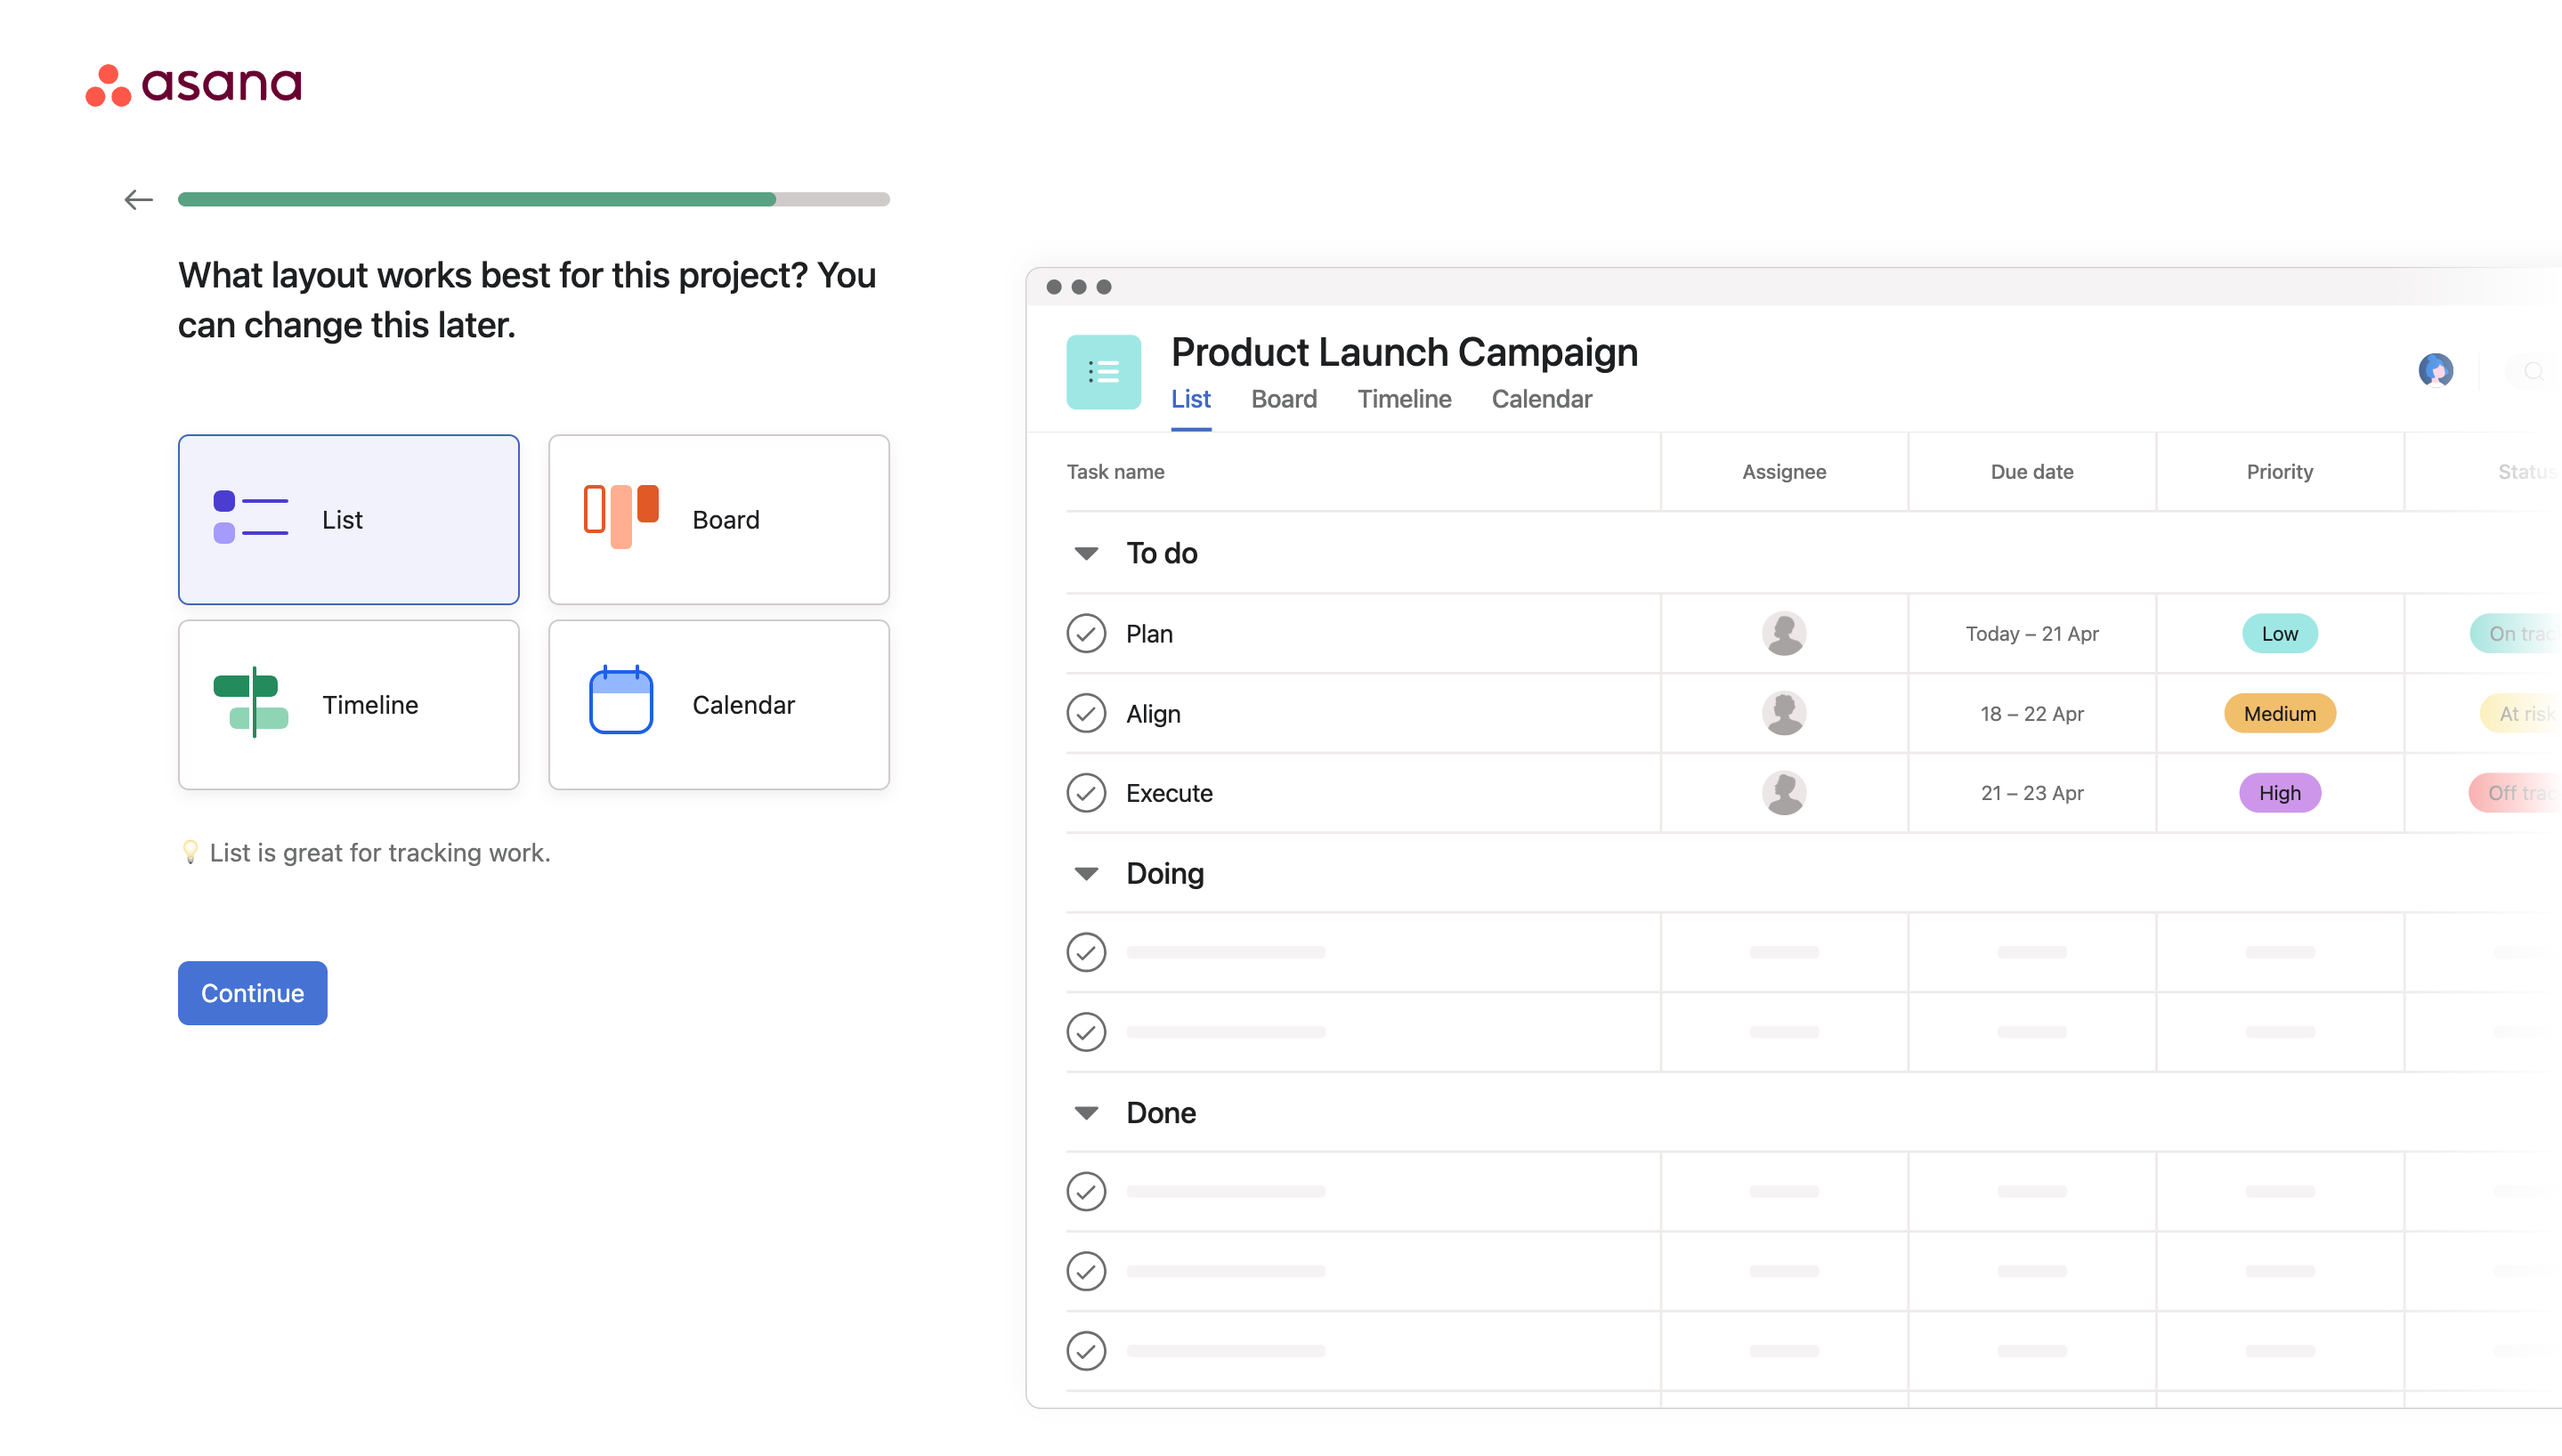 asana
What layout works best for this project? You
can change this later.
List
Board
Timeline
Calendar
List is great for tracking work.
Continue
Product Launch Campaign
List Board Timeline Calendar
Task name Assignee Due date Priority Status
To do
Plan Today – 21 Apr Low On trac
Align 18 – 22 Apr Medium At risk
Execute 21 – 23 Apr High Off trac
Doing
Done